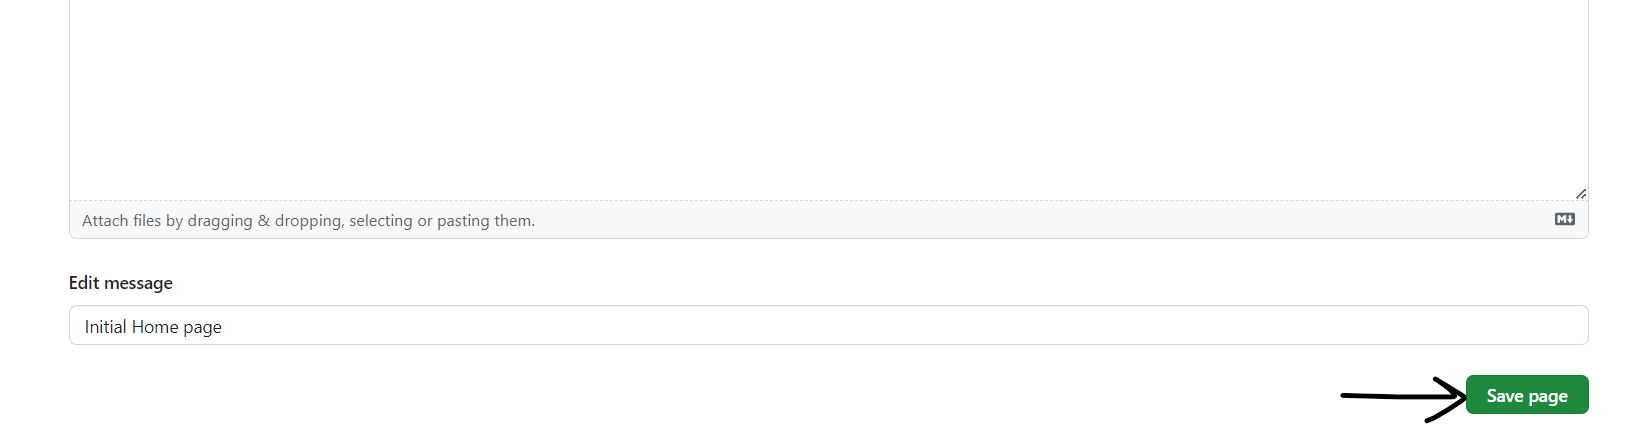 Attach files by dragging & dropping, selecting or pasting them.
M
Edit message
Initial Home page
Save page